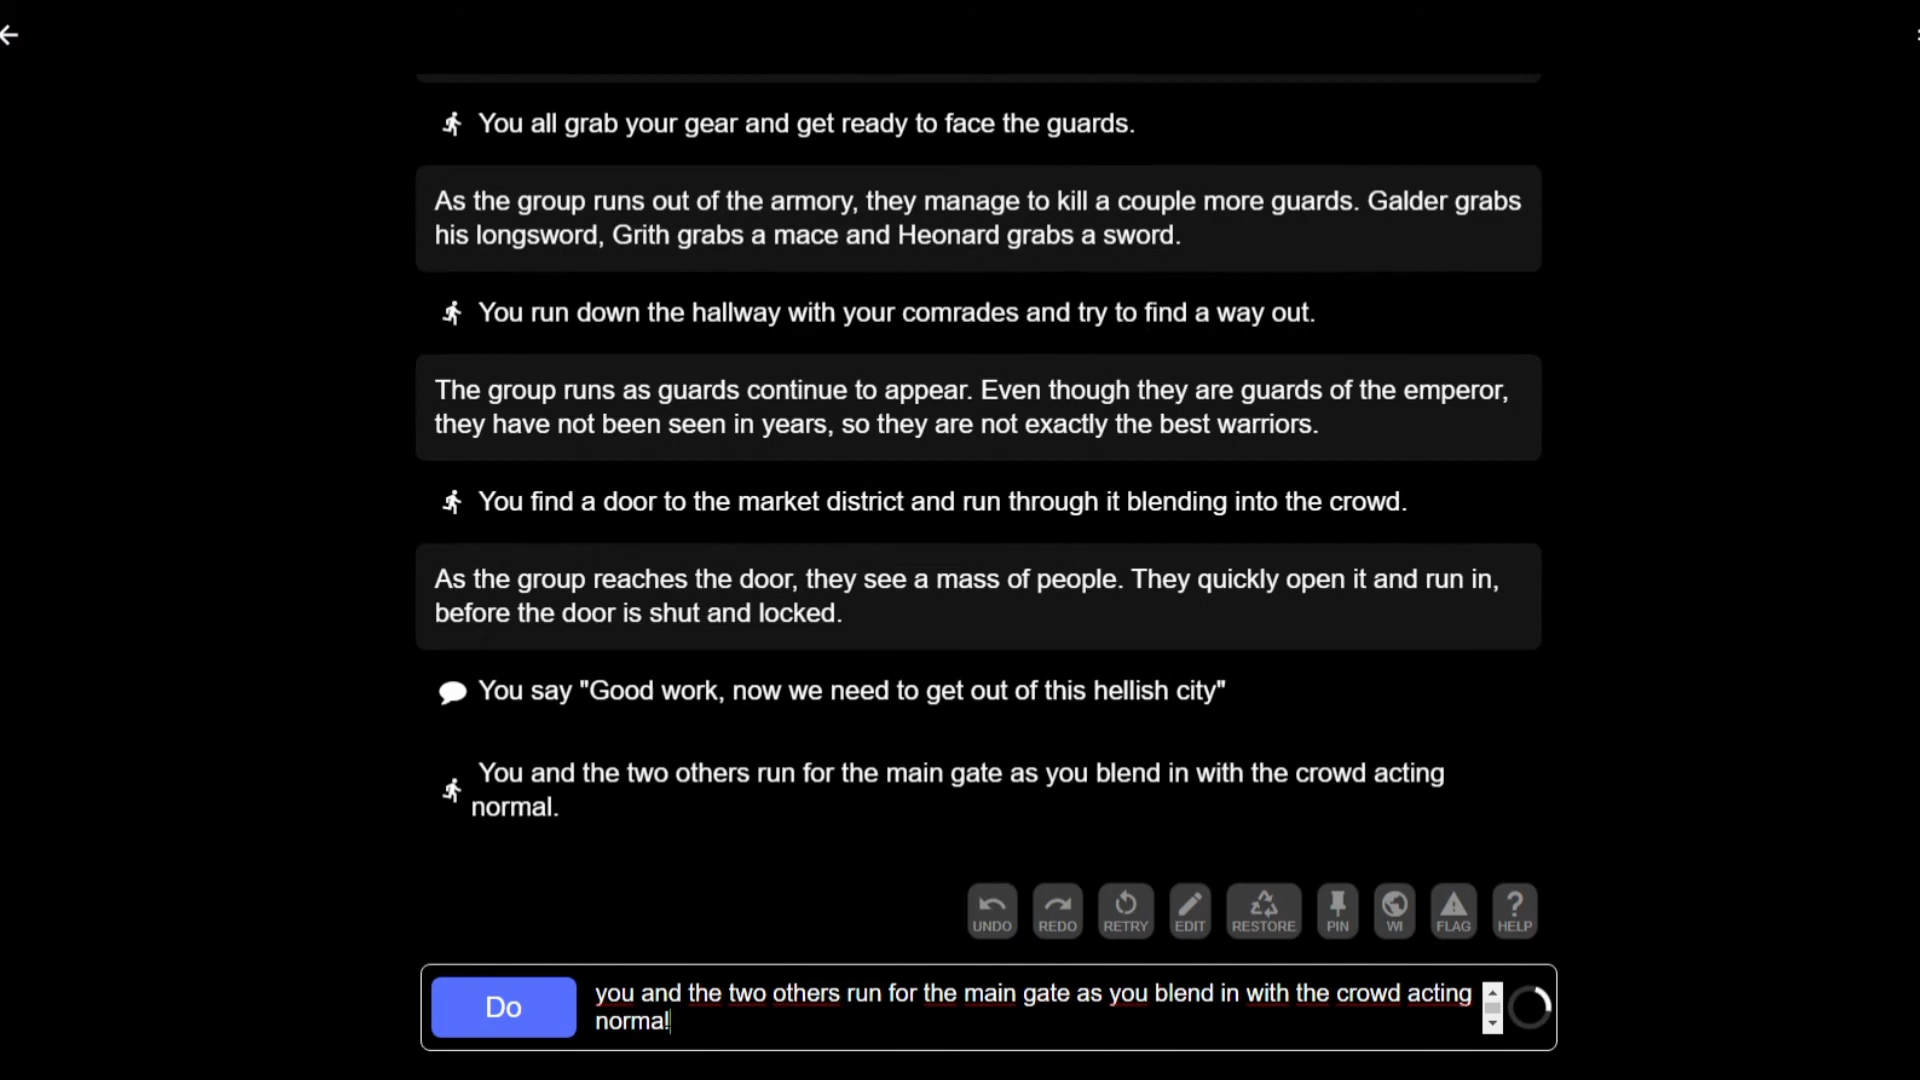 You all grab your gear and get ready to face the guards.
As the group runs out of the armory, they manage to kill a couple more guards. Galder grabs
his longsword, Grith grabs a mace and Heonard grabs a sword.
You run down the hallway with your comrades and try to find a way out.
The group runs as guards continue to appear. Even though they are guards of the emperor,
they have not been seen in years, so they are not exactly the best warriors.
You find a door to the market district and run through it blending into the crowd.
As the group reaches the door, they see a mass of people. They quickly open it and run in,
before the door is shut and locked.
You say "Good work, now we need to get out of this hellish city"
You and the two others run for the main gate as you blend in with the crowd acting
normal.
UNDO REDO RETRY EDIT RESTORE PIN WI FLAG HELP
Do
you and the two others run for the main gate as you blend in with the crowd acting
normal